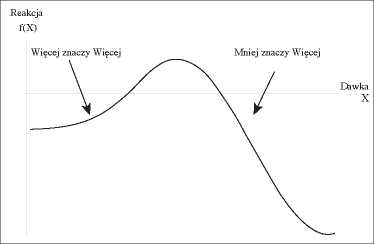 Reakcja
f(X)
Więcej znaczy Więcej
Mniej znaczy Więcej
Dawka
X